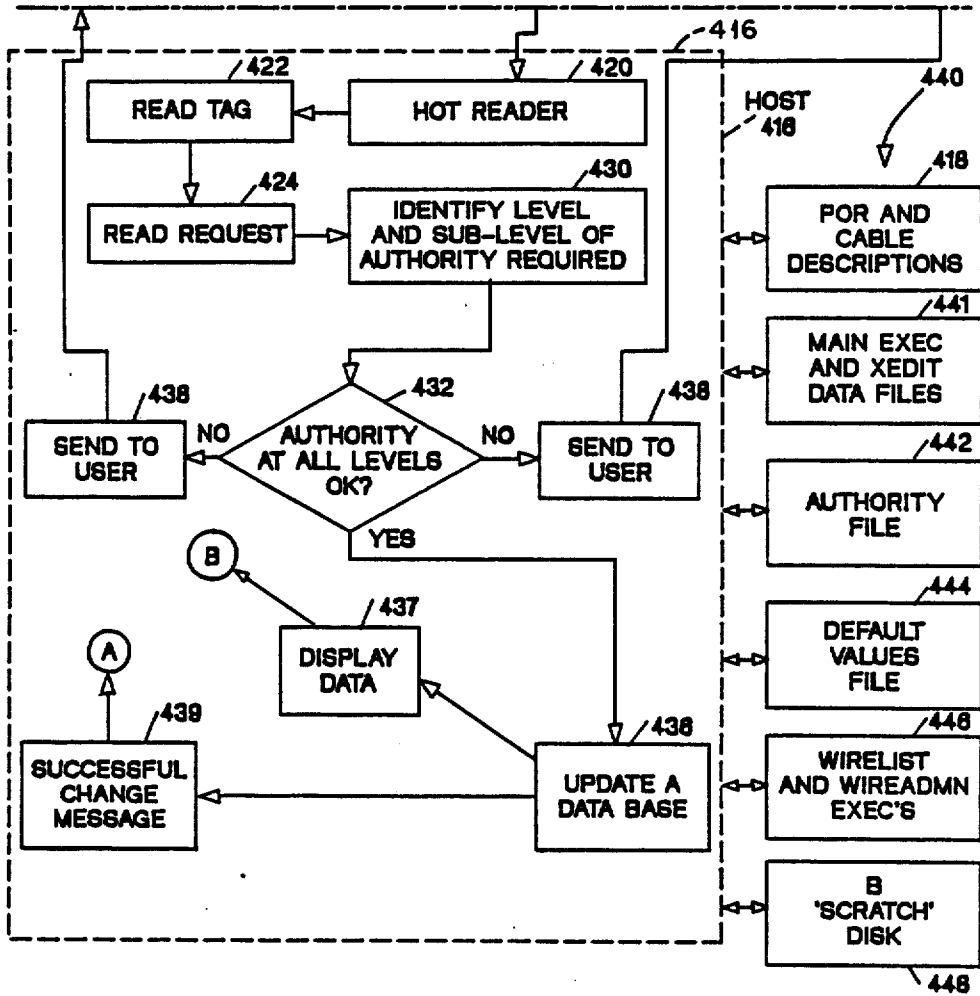 416
422
READ TAG
420
HOT READER
HOST
416
440
424
READ REQUEST
430
IDENTIFY LEVEL
AND SUB-LEVEL OF
AUTHORITY REQUIRED
418
POR AND
CABLE
DESCRIPTIONS
441
MAIN EXEC
AND XEDIT
DATA FILES
438
SEND TO
USER
NO
432
AUTHORITY
AT ALL LEVELS
OK?
NO
438
SEND TO
USER
YES
442
AUTHORITY
FILE
B
437
DISPLAY
DATA
444
DEFAULT
VALUES
FILE
A
439
SUCCESSFUL
CHANGE
MESSAGE
436
UPDATE A
DATA BASE
446
WIRELIST
AND WIREADMN
EXEC'S
B
'SCRATCH'
DISK
448